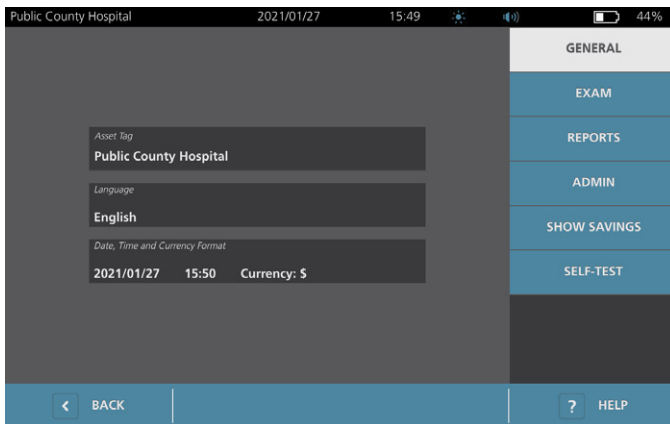 Public County Hospital 2021/01/27 15:49 44%
GENERAL
EXAM
REPORTS
ADMIN
SHOW SAVINGS
SELF-TEST
Asset Tag
Public County Hospital
Language
English
Date, Time and Currency Format
2021/01/27 15:50 Currency: $
< BACK
? HELP